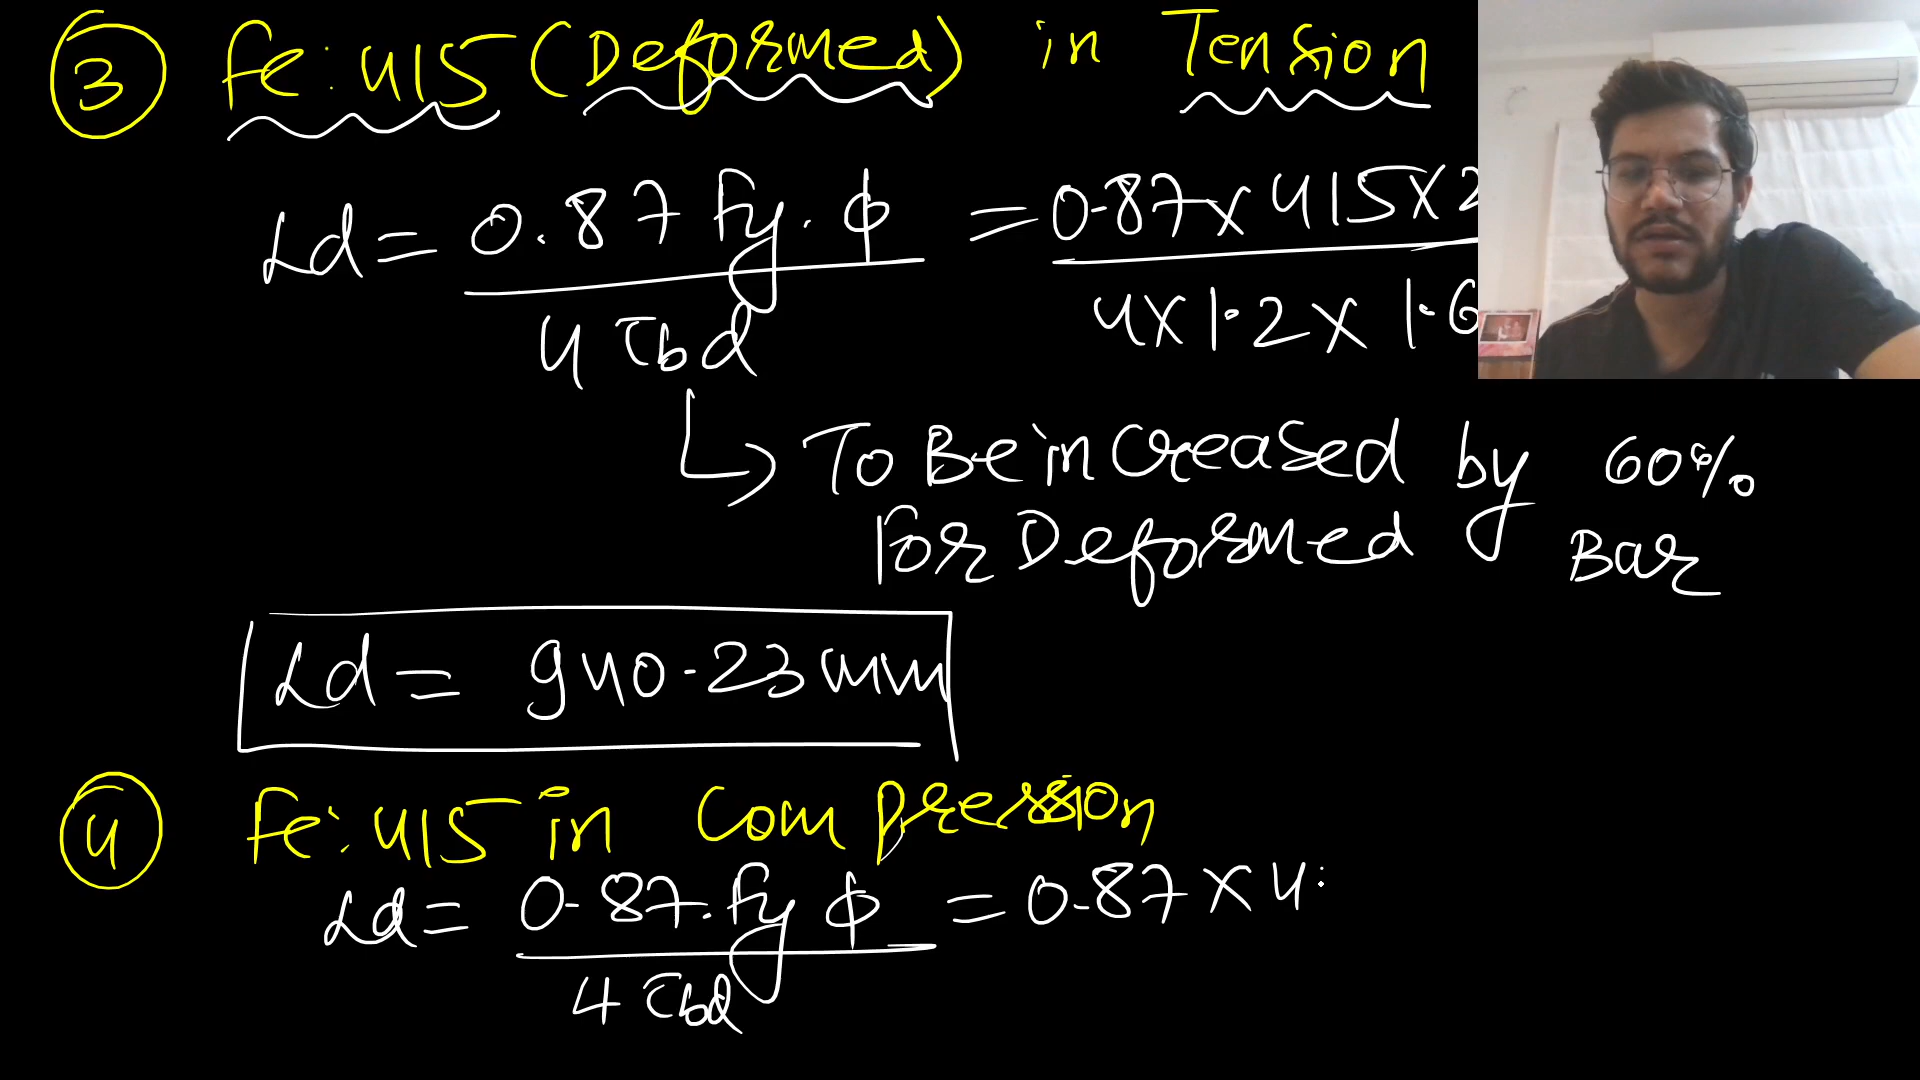 3 Fe:415 (Deformed) in Tension
Ld = 0.87 fy. ϕ / 4 τbd = 0.87 x 415 x 2 / 4 x 1.2 x 1.6
↳ To Be increased by 60%
For Deformed Bar
Ld = 940.23mm
4 Fe:415 in Compression
Ld = 0.87. fy ϕ / 4 τbd = 0.87 x 4